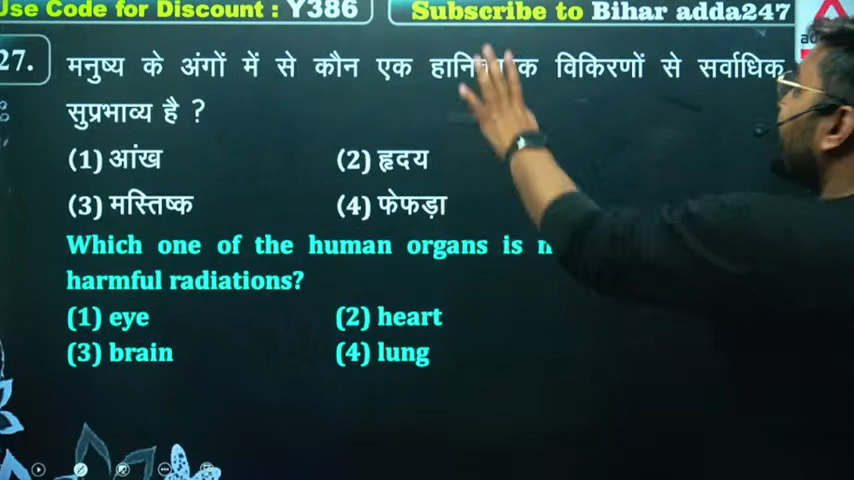 Use Code for Discount : Y386
Subscribe to Bihar adda247
27. मनुष्य के अंगों में से कौन एक विकिरणों से सर्वाधिक
सुप्रभाव्य है ?
(1) आंख (2) हृदय
(3) मस्तिष्क (4) फेफड़ा
Which one of the human organs is
harmful radiations?
(1) eye (2) heart
(3) brain (4) lung